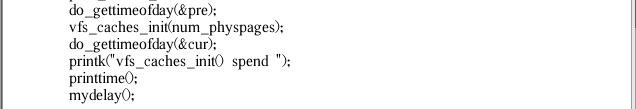 do_gettimeofday(&pre);
vfs_caches_init(num_physpages);
do_gettimeofday(&cur);
printk("vfs_caches_init() spend ");
printtime();
mydelay();